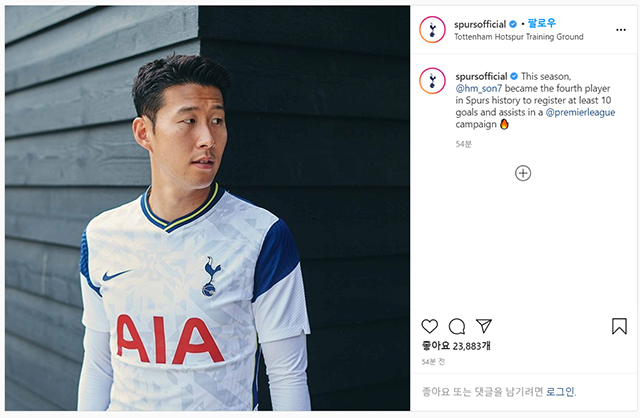 spursofficial • 팔로우
Tottenham Hotspur Training Ground
spursofficial This season,
@hm_son7 became the fourth player
in Spurs history to register at least 10
goals and assists in a @premierleague
campaign 🔥
54분
AIA
좋아요 23,883개
54분 전
좋아요 또는 댓글을 남기려면 로그인.